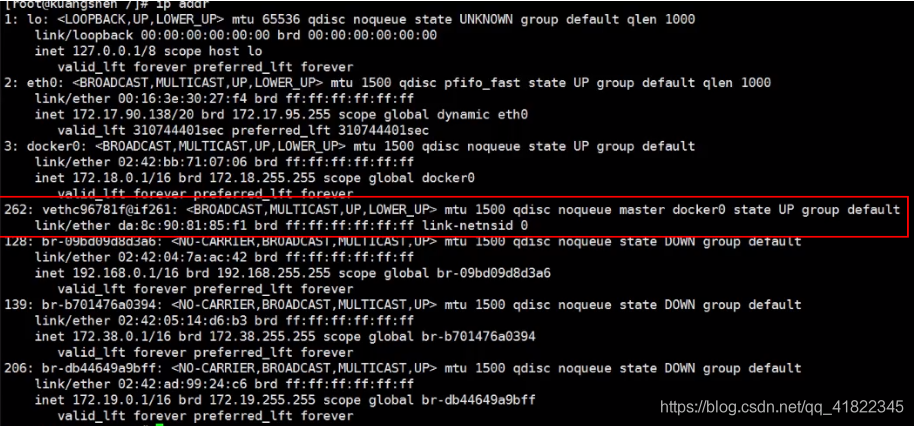 [root@kuangshen /]# ip addr
1: lo: <LOOPBACK,UP,LOWER_UP> mtu 65536 qdisc noqueue state UNKNOWN group default qlen 1000
    link/loopback 00:00:00:00:00:00 brd 00:00:00:00:00:00
    inet 127.0.0.1/8 scope host lo
       valid_lft forever preferred_lft forever
2: eth0: <BROADCAST,MULTICAST,UP,LOWER_UP> mtu 1500 qdisc pfifo_fast state UP group default qlen 1000
    link/ether 00:16:3e:30:27:f4 brd ff:ff:ff:ff:ff:ff
    inet 172.17.90.138/20 brd 172.17.95.255 scope global dynamic eth0
       valid_lft 310744401sec preferred_lft 310744401sec
3: docker0: <BROADCAST,MULTICAST,UP,LOWER_UP> mtu 1500 qdisc noqueue state UP group default
    link/ether 02:42:bb:71:07:06 brd ff:ff:ff:ff:ff:ff
    inet 172.18.0.1/16 brd 172.18.255.255 scope global docker0
       valid_lft forever preferred_lft forever
262: vethc96781f@if261: <BROADCAST,MULTICAST,UP,LOWER_UP> mtu 1500 qdisc noqueue master docker0 state UP group default
    link/ether da:8c:90:81:85:f1 brd ff:ff:ff:ff:ff:ff link-netnsid 0
128: br-09bd09d8d3a6: <NO-CARRIER,BROADCAST,MULTICAST,UP> mtu 1500 qdisc noqueue state DOWN group default
    link/ether 02:42:04:7a:ac:42 brd ff:ff:ff:ff:ff:ff
    inet 192.168.0.1/16 brd 192.168.255.255 scope global br-09bd09d8d3a6
       valid_lft forever preferred_lft forever
139: br-b701476a0394: <NO-CARRIER,BROADCAST,MULTICAST,UP> mtu 1500 qdisc noqueue state DOWN group default
    link/ether 02:42:05:14:d6:b3 brd ff:ff:ff:ff:ff:ff
    inet 172.38.0.1/16 brd 172.38.255.255 scope global br-b701476a0394
       valid_lft forever preferred_lft forever
206: br-db44649a9bff: <NO-CARRIER,BROADCAST,MULTICAST,UP> mtu 1500 qdisc noqueue state DOWN group default
    link/ether 02:42:ad:99:24:c6 brd ff:ff:ff:ff:ff:ff
    inet 172.19.0.1/16 brd 172.19.255.255 scope global br-db44649a9bff
       valid_lft forever preferred_lft forever
https://blog.csdn.net/qq_41822345